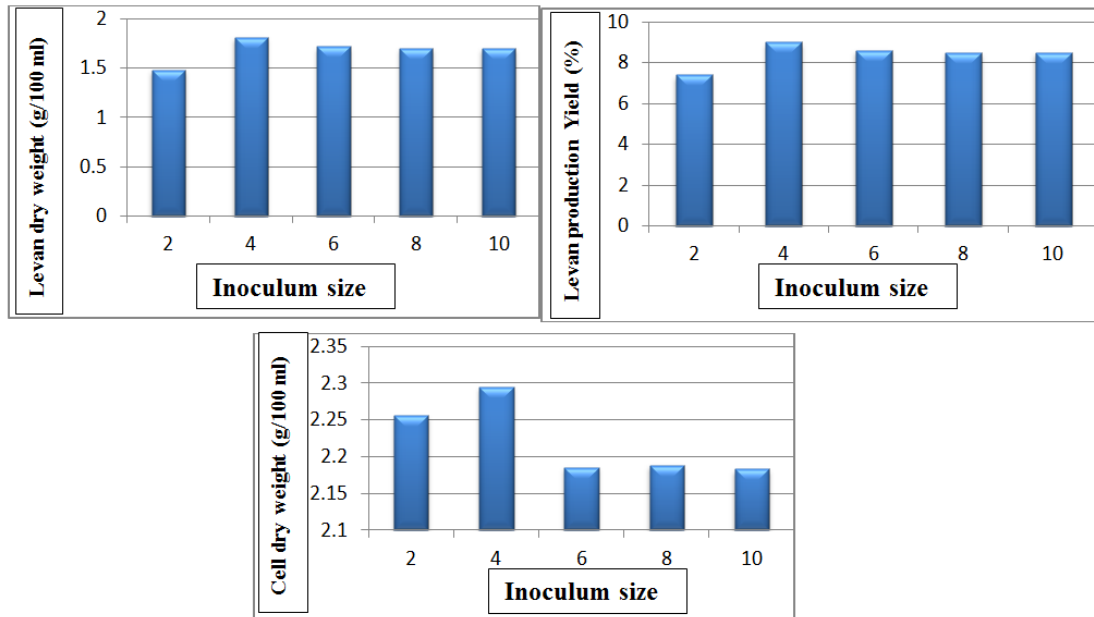 Levan dry weight (g/100 ml)
2
1.5
1
0.5
0
2 4 6 8 10
Inoculum size
Levan production Yield (%)
10
8
6
4
2
0
2 4 6 8 10
Inoculum size
Cell dry weight (g/100 ml)
2.35
2.3
2.25
2.2
2.15
2.1
2 4 6 8 10
Inoculum size